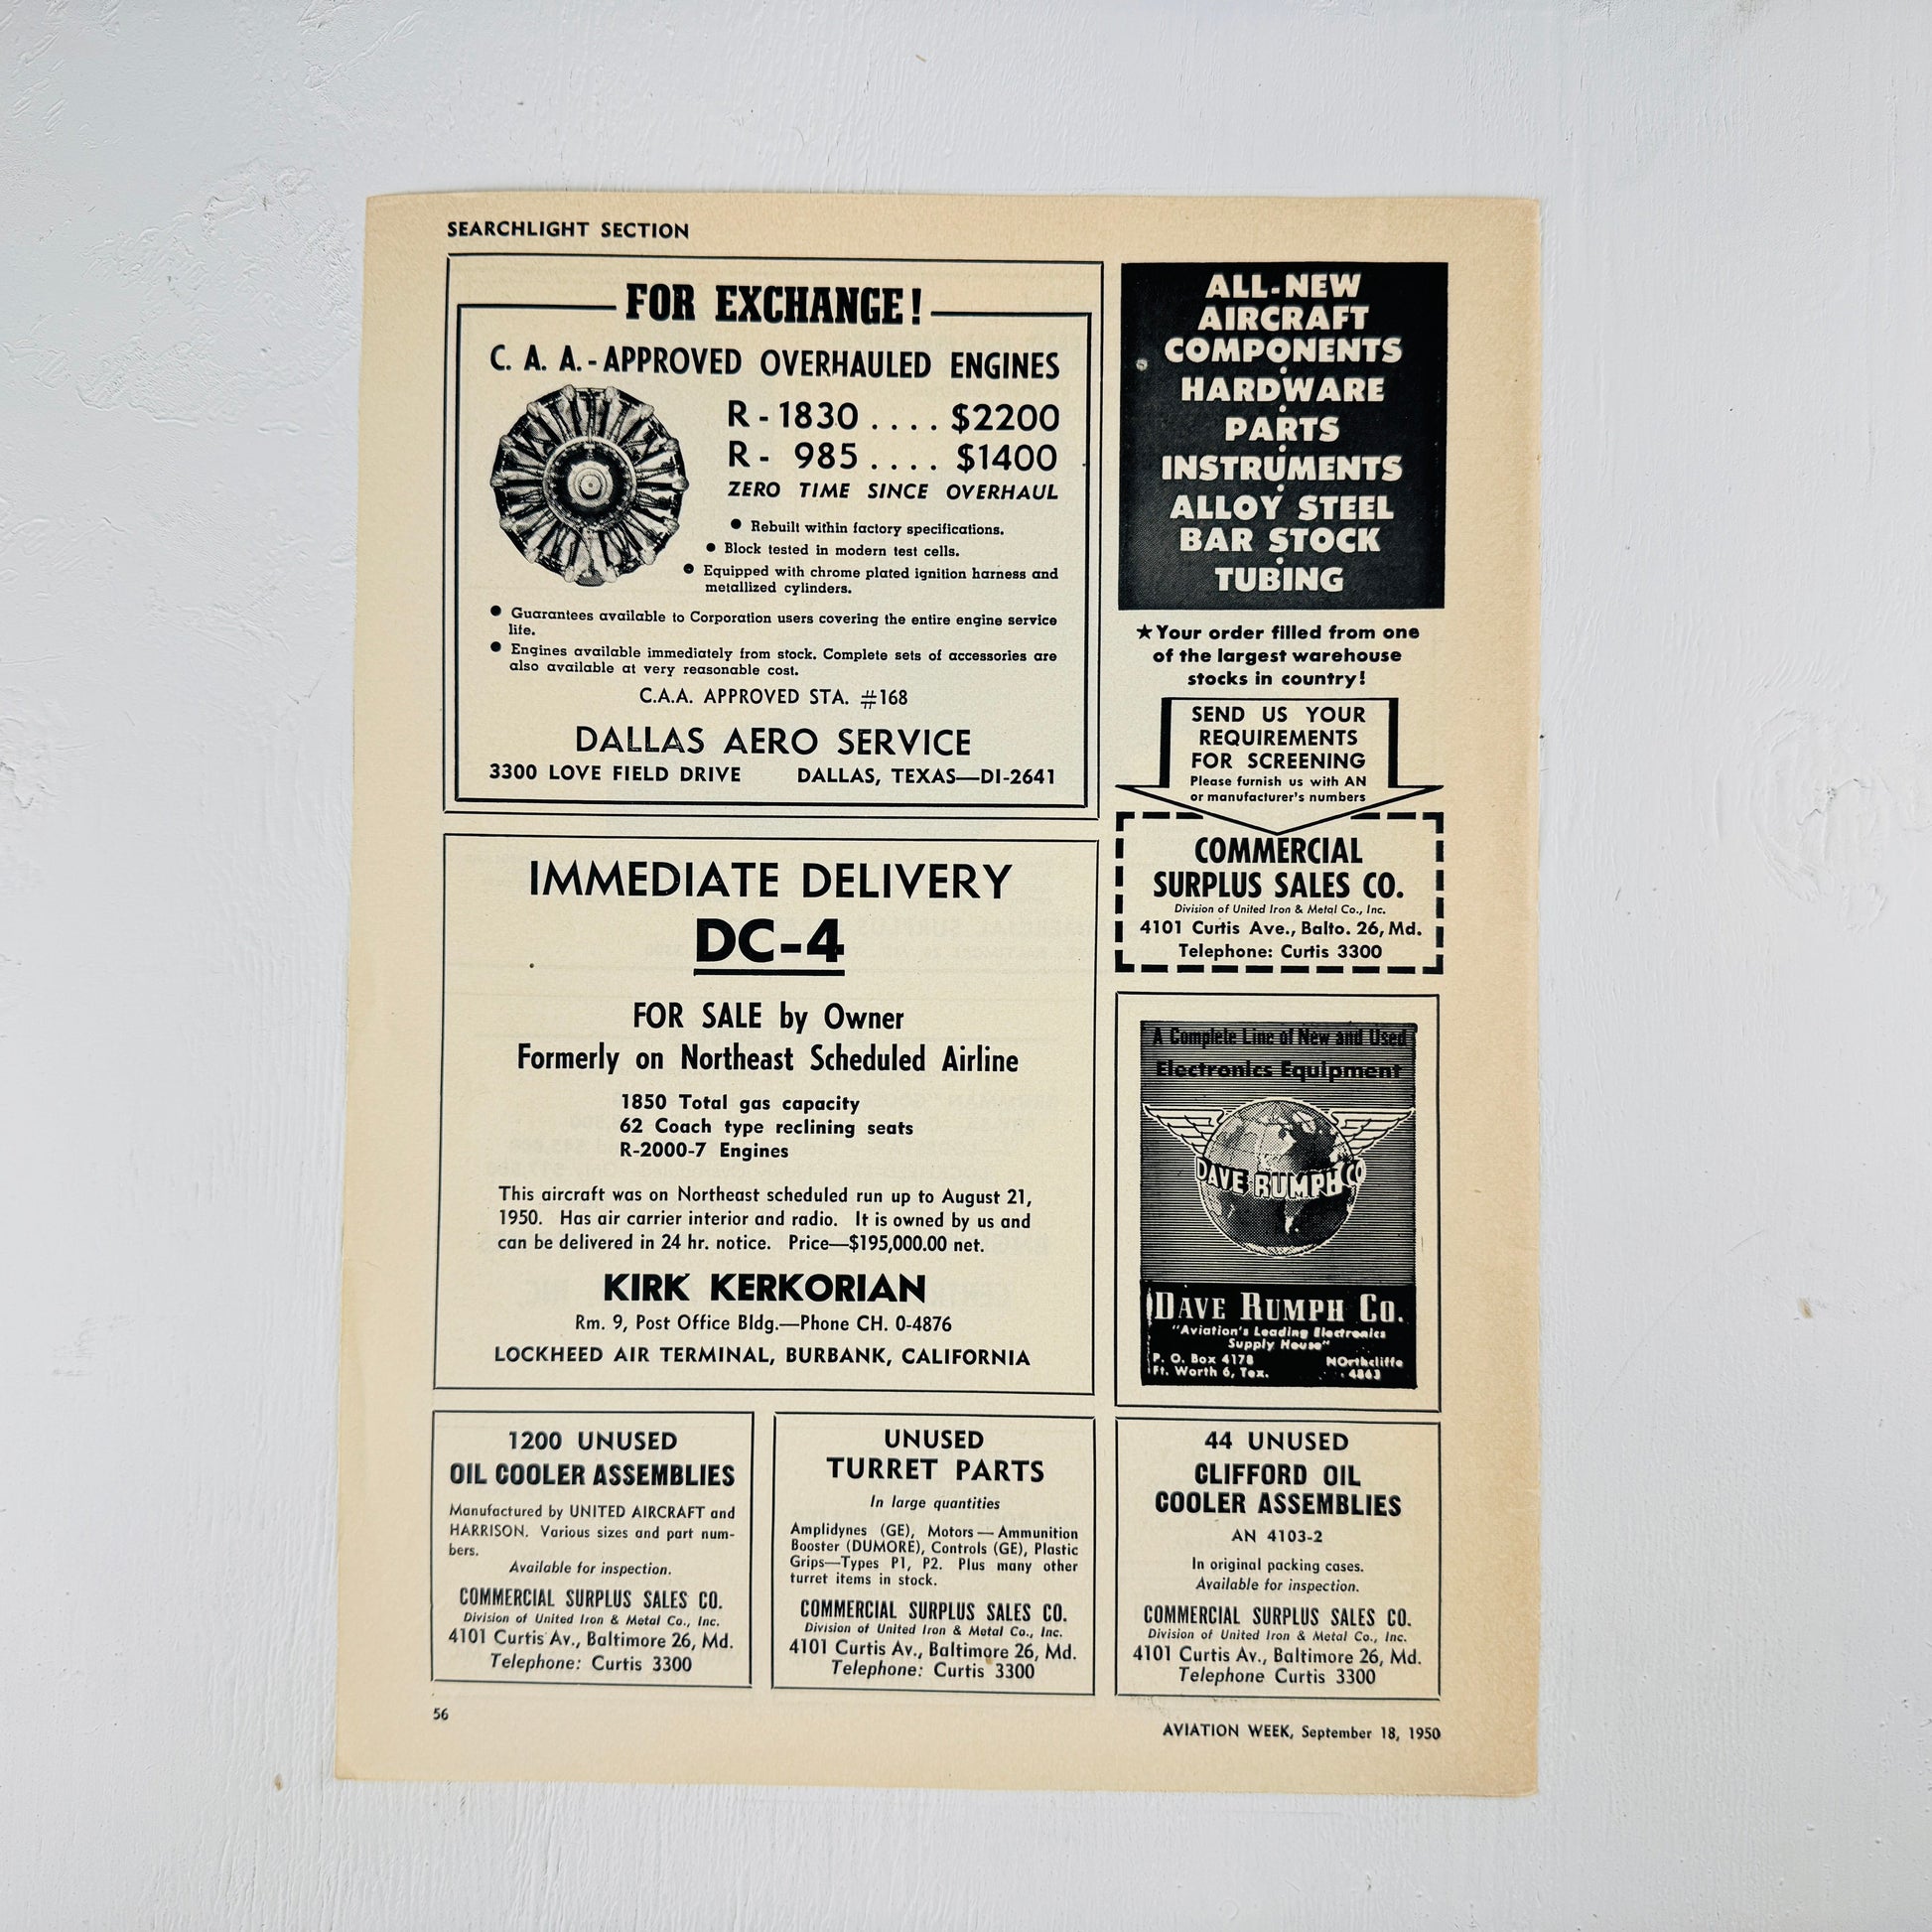 SEARCHLIGHT SECTION
FOR EXCHANGE!
C. A. A.-APPROVED OVERHAULED ENGINES
R-1830 .... $2200
R- 985 .... $1400
ZERO TIME SINCE OVERHAUL
● Rebuilt within factory specifications.
● Block tested in modern test cells.
● Equipped with chrome plated ignition harness and
metallized cylinders.
● Guarantees available to Corporation users covering the entire engine service
life.
● Engines available immediately from stock. Complete sets of accessories are
also available at very reasonable cost.
C.A.A. APPROVED STA. #168
DALLAS AERO SERVICE
3300 LOVE FIELD DRIVE DALLAS, TEXAS—DI-2641
IMMEDIATE DELIVERY
DC-4
FOR SALE by Owner
Formerly on Northeast Scheduled Airline
1850 Total gas capacity
62 Coach type reclining seats
R-2000-7 Engines
This aircraft was on Northeast scheduled run up to August 21,
1950. Has air carrier interior and radio. It is owned by us and
can be delivered in 24 hr. notice. Price—$195,000.00 net.
KIRK KERKORIAN
Rm. 9, Post Office Bldg.—Phone CH. 0-4876
LOCKHEED AIR TERMINAL, BURBANK, CALIFORNIA
ALL-NEW
AIRCRAFT
COMPONENTS
HARDWARE
PARTS
INSTRUMENTS
ALLOY STEEL
BAR STOCK
TUBING
★Your order filled from one
of the largest warehouse
stocks in country!
SEND US YOUR
REQUIREMENTS
FOR SCREENING
Please furnish us with AN
or manufacturer's numbers
COMMERCIAL
SURPLUS SALES CO.
Division of United Iron & Metal Co., Inc.
4101 Curtis Ave., Balto. 26, Md.
Telephone: Curtis 3300
A Complete Line of New and Used
Electronics Equipment
DAVE RUMPH CO
DAVE RUMPH CO.
"Aviation's Leading Electronics
Supply House"
P. O. Box 4178 NOrthcliffe
Ft. Worth 6, Tex. 4863
1200 UNUSED
OIL COOLER ASSEMBLIES
Manufactured by UNITED AIRCRAFT and
HARRISON. Various sizes and part num-
bers.
Available for inspection.
COMMERCIAL SURPLUS SALES CO.
Division of United Iron & Metal Co., Inc.
4101 Curtis Av., Baltimore 26, Md.
Telephone: Curtis 3300
UNUSED
TURRET PARTS
In large quantities
Amplidynes (GE), Motors—Ammunition
Booster (DUMORE), Controls (GE), Plastic
Grips—Types P1, P2. Plus many other
turret items in stock.
COMMERCIAL SURPLUS SALES CO.
Division of United Iron & Metal Co., Inc.
4101 Curtis Av., Baltimore 26, Md.
Telephone: Curtis 3300
44 UNUSED
CLIFFORD OIL
COOLER ASSEMBLIES
AN 4103-2
In original packing cases.
Available for inspection.
COMMERCIAL SURPLUS SALES CO.
Division of United Iron & Metal Co., Inc.
4101 Curtis Av., Baltimore 26, Md.
Telephone Curtis 3300
56
AVIATION WEEK, September 18, 1950